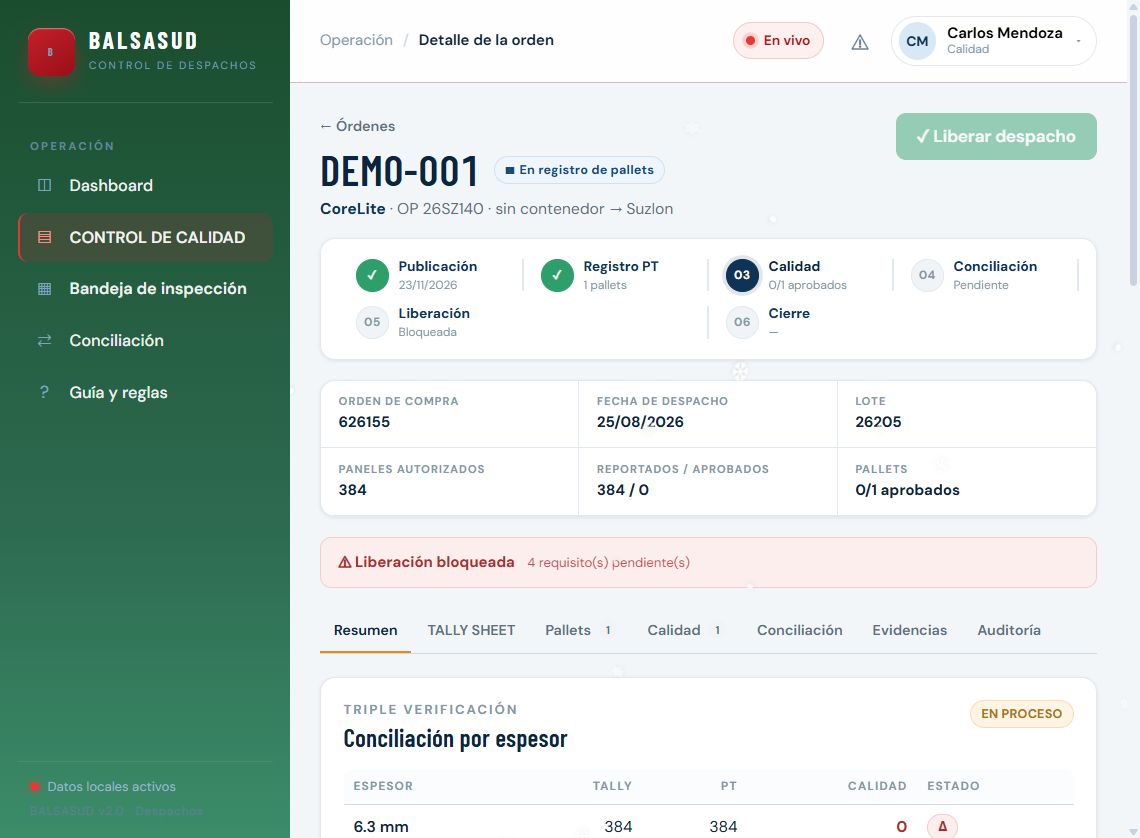 B
BALSASUD
CONTROL DE DESPACHOS
OPERACIÓN
Dashboard
CONTROL DE CALIDAD
Bandeja de inspección
Conciliación
? Guía y reglas
Datos locales activos
BALSASUD v2.0 · Despachos
Operación / Detalle de la orden
En vivo
CM
Carlos Mendoza
Calidad
← Órdenes
✓ Liberar despacho
DEMO-001
En registro de pallets
CoreLite · OP 26SZ140 · sin contenedor → Suzlon
✓ Publicación
23/11/2026
✓ Registro PT
1 pallets
03 Calidad
0/1 aprobados
04 Conciliación
Pendiente
05 Liberación
Bloqueada
06 Cierre
—
ORDEN DE COMPRA
626155
FECHA DE DESPACHO
25/08/2026
LOTE
26205
PANELES AUTORIZADOS
384
REPORTADOS / APROBADOS
384 / 0
PALLETS
0/1 aprobados
⚠ Liberación bloqueada 4 requisito(s) pendiente(s)
Resumen TALLY SHEET Pallets 1 Calidad 1 Conciliación Evidencias Auditoría
TRIPLE VERIFICACIÓN
Conciliación por espesor
EN PROCESO
ESPESOR TALLY PT CALIDAD ESTADO
6.3 mm 384 384 0 Δ